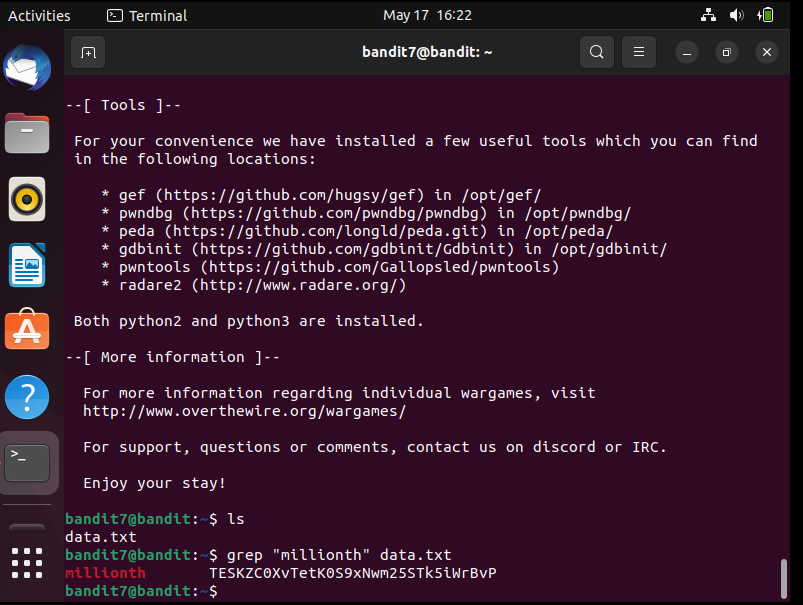 Activities Terminal May 17 16:22
bandit7@bandit: ~
--[ Tools ]--
For your convenience we have installed a few useful tools which you can find
in the following locations:
* gef (https://github.com/hugsy/gef) in /opt/gef/
* pwndbg (https://github.com/pwndbg/pwndbg) in /opt/pwndbg/
* peda (https://github.com/longld/peda.git) in /opt/peda/
* gdbinit (https://github.com/gdbinit/Gdbinit) in /opt/gdbinit/
* pwntools (https://github.com/Gallopsled/pwntools)
* radare2 (http://www.radare.org/)
Both python2 and python3 are installed.
--[ More information ]--
For more information regarding individual wargames, visit
http://www.overthewire.org/wargames/
For support, questions or comments, contact us on discord or IRC.
Enjoy your stay!
bandit7@bandit:~$ ls
data.txt
bandit7@bandit:~$ grep "millionth" data.txt
millionth TESKZC0XvTetK0S9xNwm25STk5iWrBvP
bandit7@bandit:~$